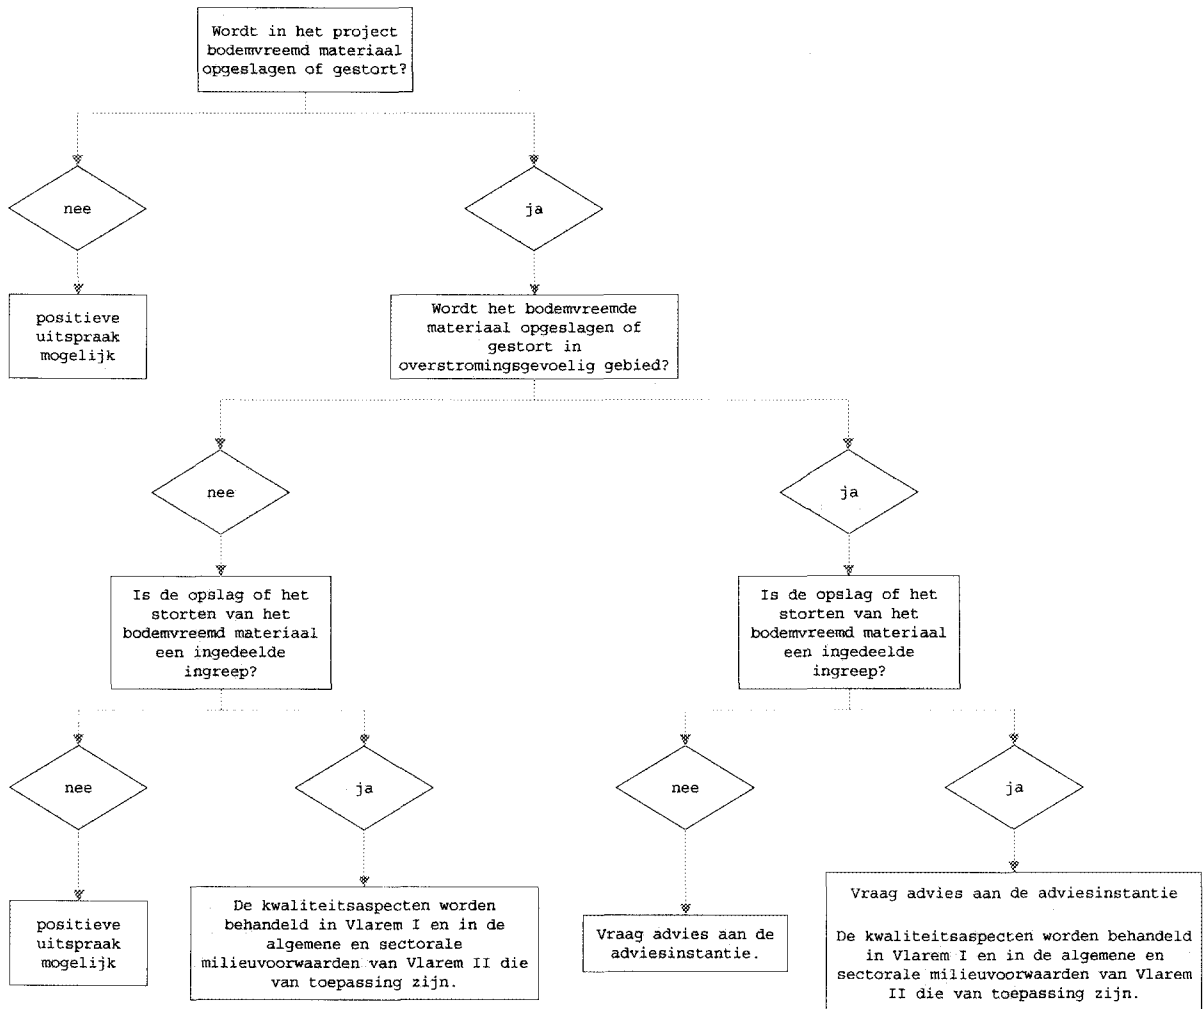 Wordt in het project
bodemvreemd materiaal
opgeslagen of gestort?
nee
ja
positieve
uitspraak
mogelijk
Wordt het bodemvreemde
materiaal opgeslagen of
gestort in
overstromingsgevoelig gebied?
nee
ja
Is de opslag of het
storten van het
bodemvreemd materiaal
een ingedeelde
ingreep?
Is de opslag of het
storten van het
bodemvreemd materiaal
een ingedeelde
ingreep?
nee
ja
nee
ja
positieve
uitspraak
mogelijk
De kwaliteitsaspecten worden
behandeld in Vlarem I en in de
algemene en sectorale
milieuvoorwaarden van Vlarem II die
van toepassing zijn.
Vraag advies aan de
adviesinstantie.
Vraag advies aan de adviesinstantie
De kwaliteitsaspecten worden behandeld
in Vlarem I en in de algemene en
sectorale milieuvoorwaarden van Vlarem
II die van toepassing zijn.